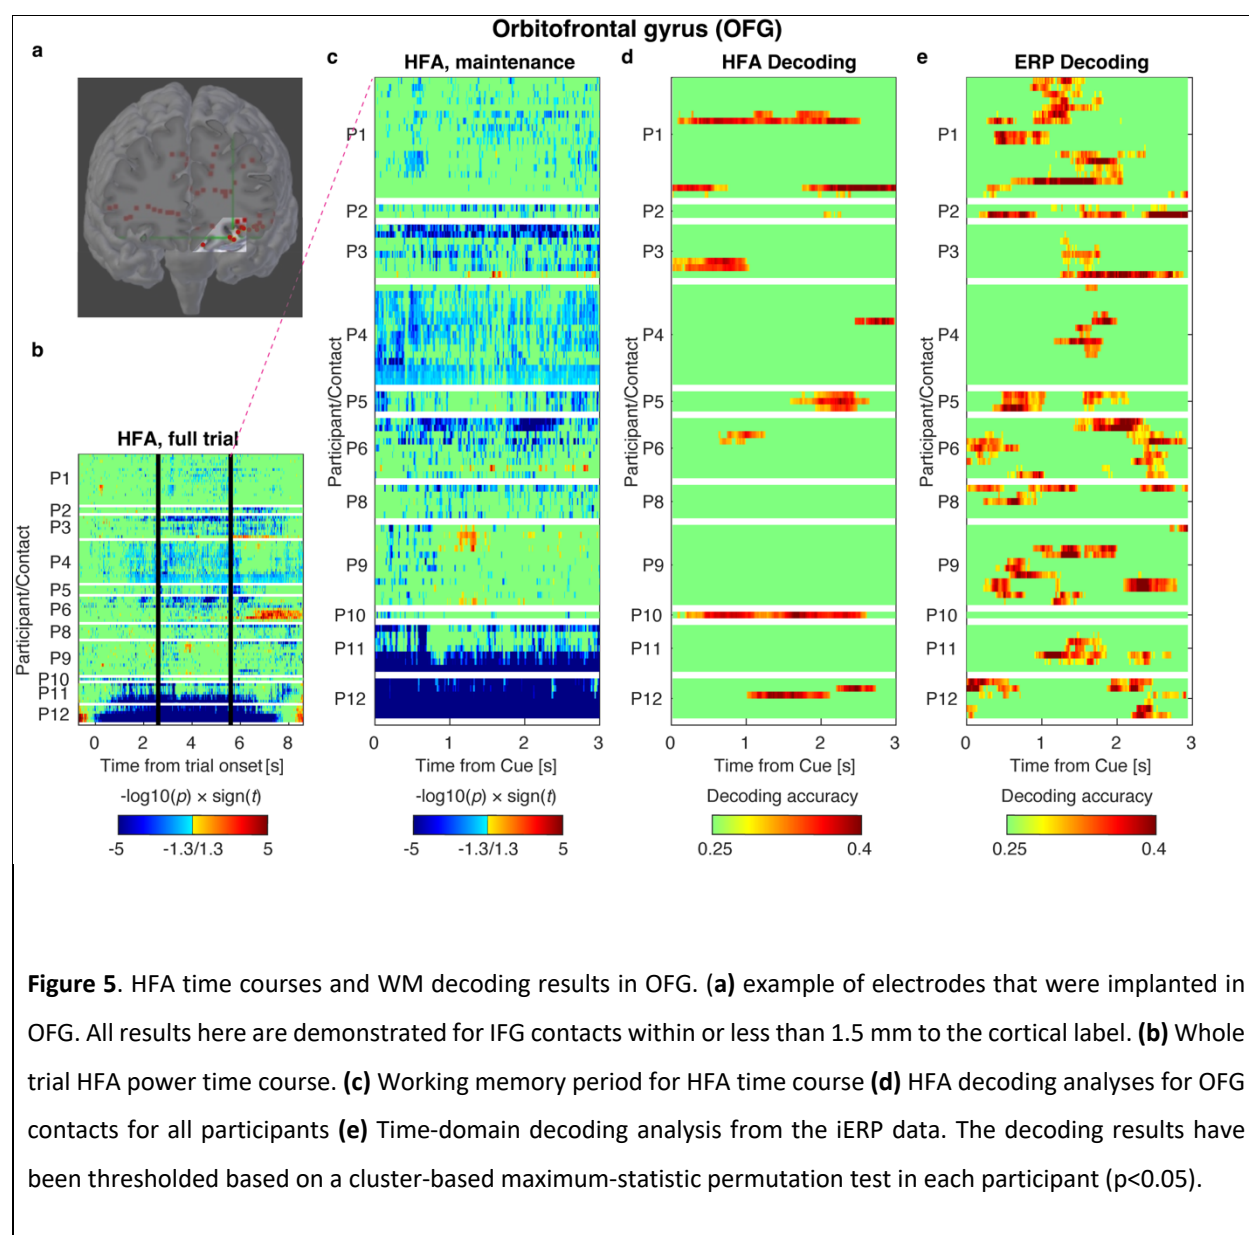 Orbitofrontal gyrus (OFG)
a
b
HFA, full trial
Participant/Contact
P1
P2
P3
P4
P5
P6
P8
P9
P10
P11
P12
0 2 4 6 8
Time from trial onset [s]
-log10(p) × sign(t)
-5 -1.3/1.3 5
c
HFA, maintenance
Participant/Contact
P1
P2
P3
P4
P5
P6
P8
P9
P10
P11
P12
0 1 2 3
Time from Cue [s]
-log10(p) × sign(t)
-5 -1.3/1.3 5
d
HFA Decoding
Participant/Contact
P1
P2
P3
P4
P5
P6
P8
P9
P10
P11
P12
0 1 2 3
Time from Cue [s]
Decoding accuracy
0.25 0.4
e
ERP Decoding
Participant/Contact
P1
P2
P3
P4
P5
P6
P8
P9
P10
P11
P12
0 1 2 3
Time from Cue [s]
Decoding accuracy
0.25 0.4
Figure 5. HFA time courses and WM decoding results in OFG. (a) example of electrodes that were implanted in
OFG. All results here are demonstrated for IFG contacts within or less than 1.5 mm to the cortical label. (b) Whole
trial HFA power time course. (c) Working memory period for HFA time course (d) HFA decoding analyses for OFG
contacts for all participants (e) Time-domain decoding analysis from the iERP data. The decoding results have
been thresholded based on a cluster-based maximum-statistic permutation test in each participant (p<0.05).